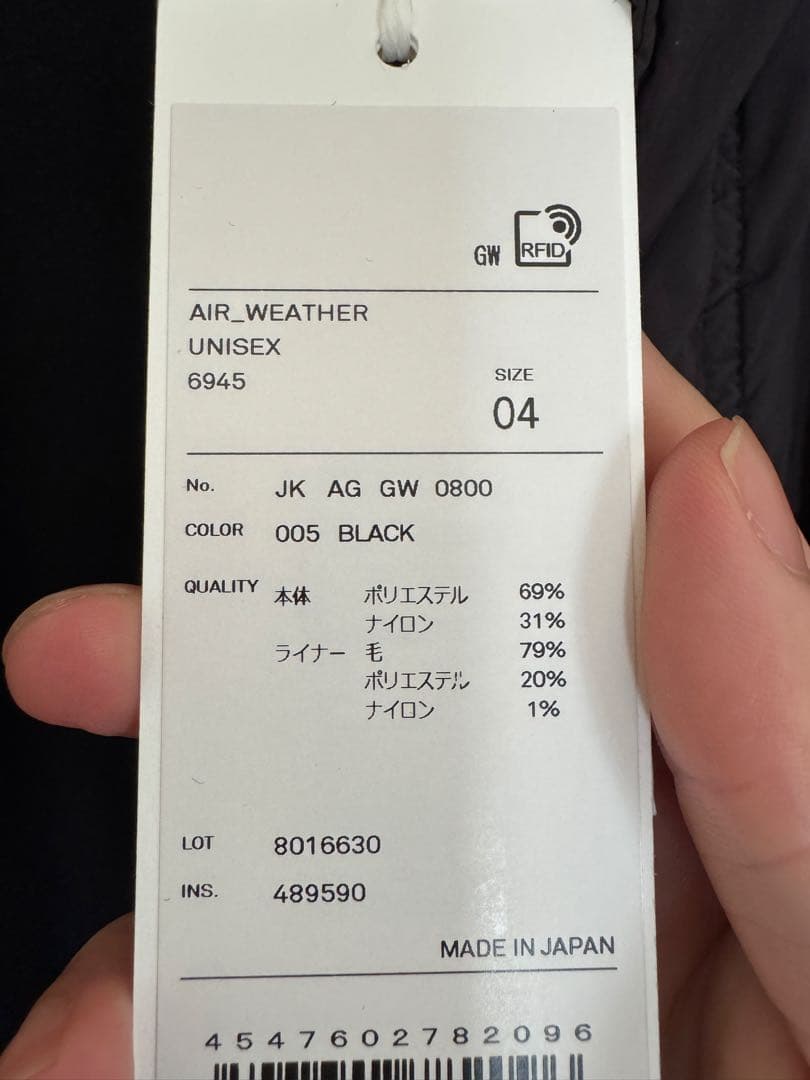 GW RFID
AIR_WEATHER
UNISEX
6945
SIZE
04
No. JK AG GW 0800
COLOR 005 BLACK
QUALITY 本体 ポリエステル 69%
ナイロン 31%
ライナー 毛 79%
ポリエステル 20%
ナイロン 1%
LOT 8016630
INS. 489590
MADE IN JAPAN
4547602782096